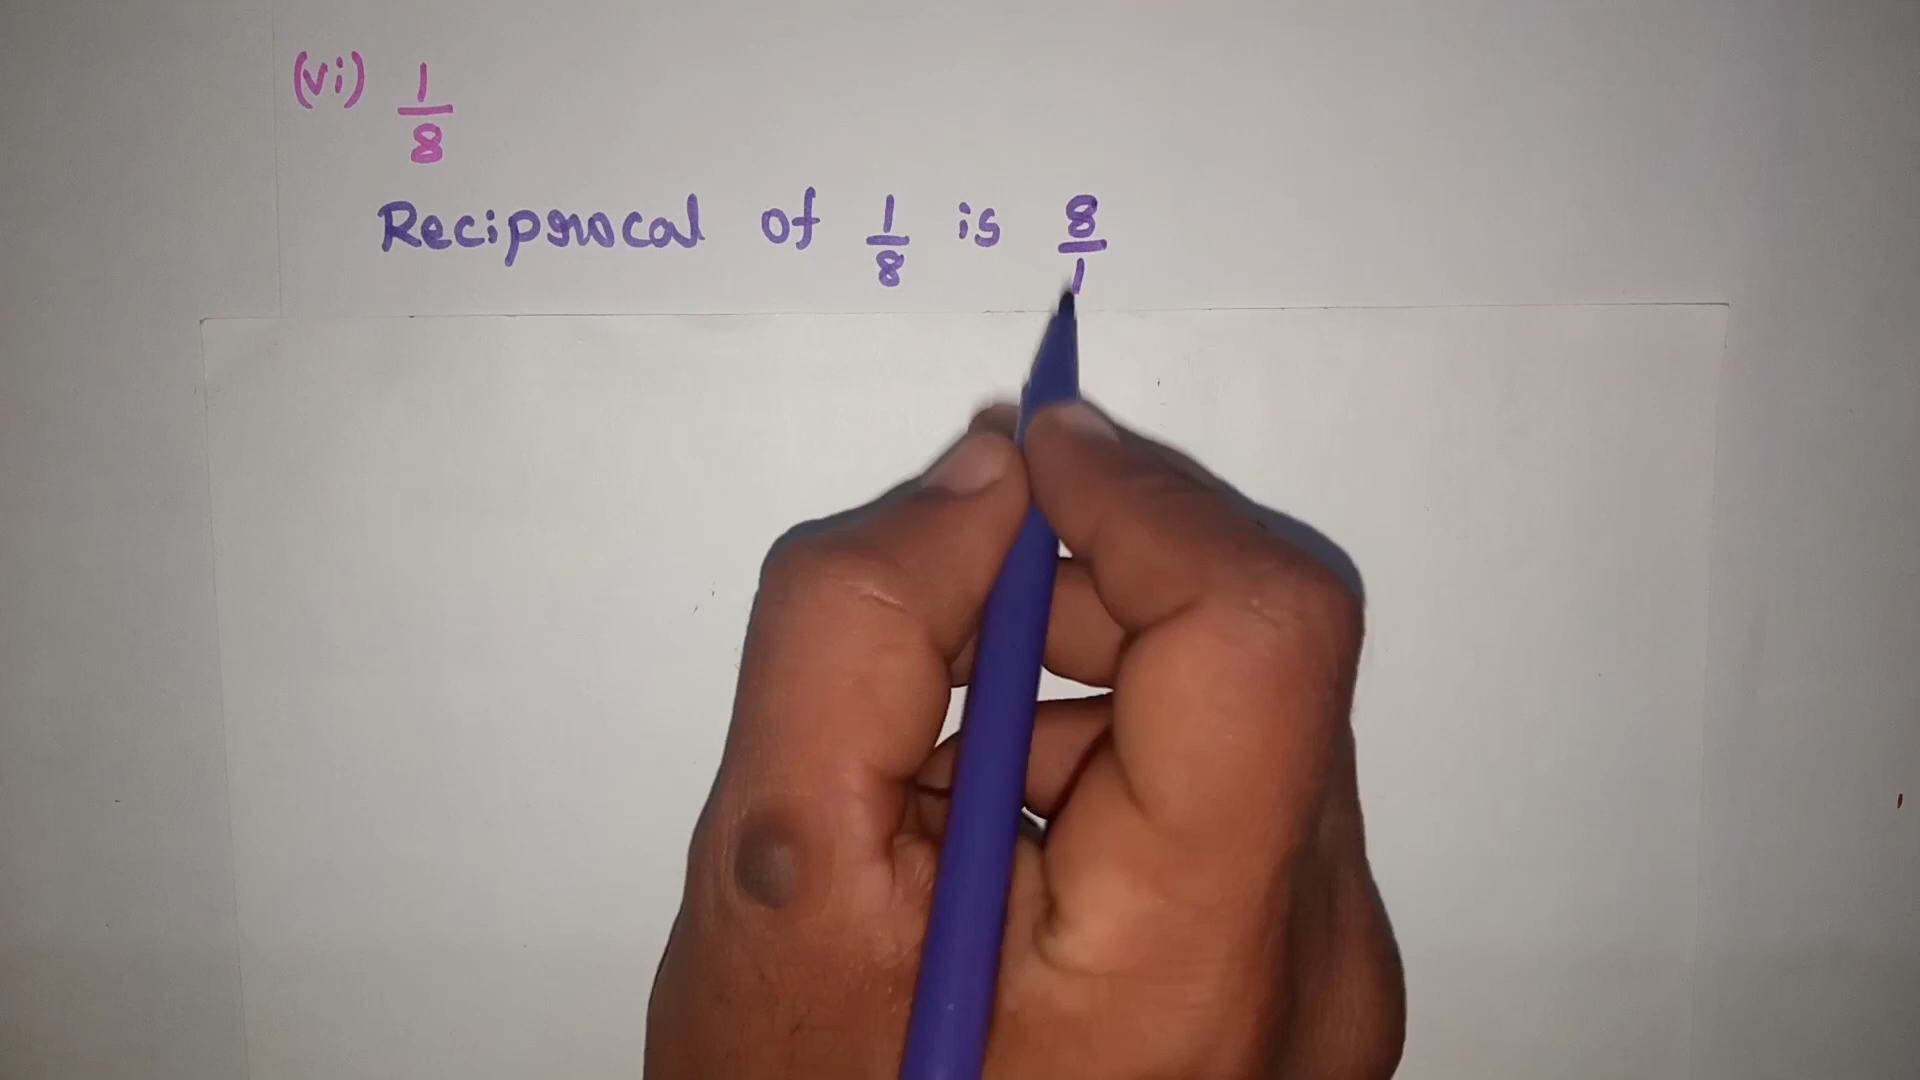 (vi) 1/8
Reciprocal of 1/8 is 8/1